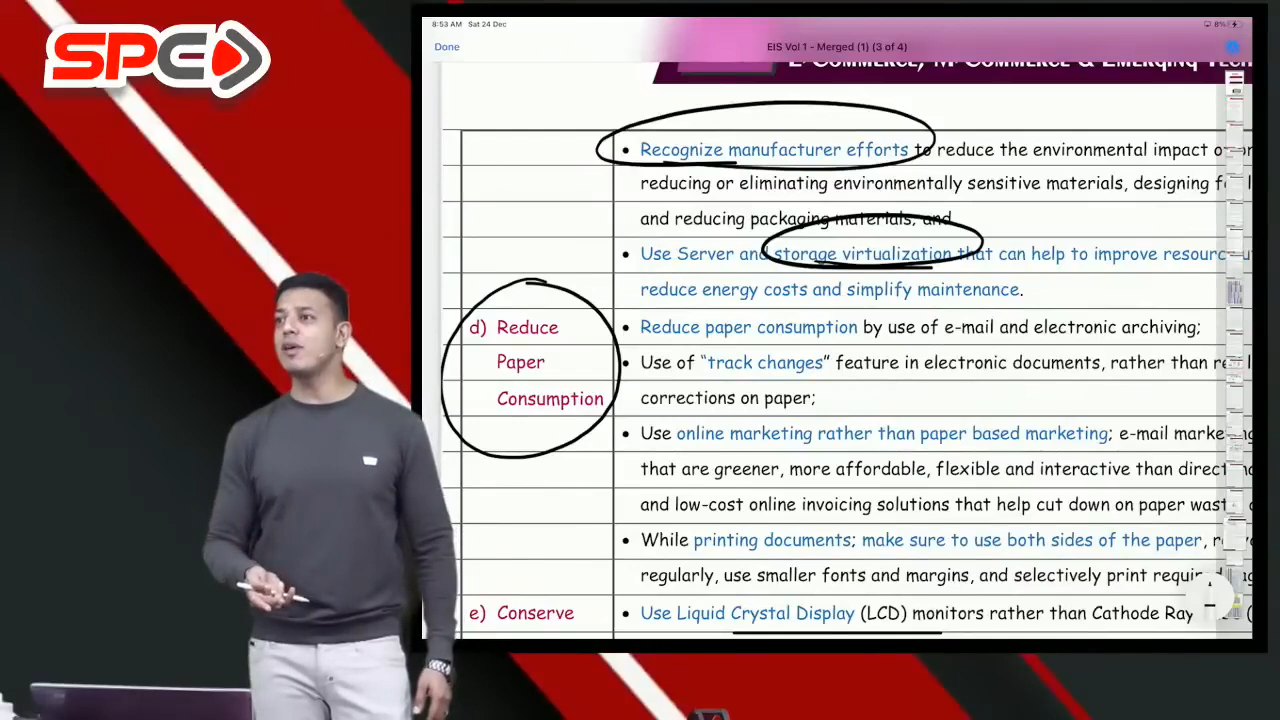 SPC
8:53 AM Sat 24 Dec
8%
Done
EIS Vol 1 - Merged (1) (3 of 4)
E-COMMERCE, M-COMMERCE & EMERGING
• Recognize manufacturer efforts to reduce the environmental impact
reducing or eliminating environmentally sensitive materials, designing
and reducing packaging materials, and
• Use Server and storage virtualization that can help to improve
reduce energy costs and simplify maintenance.
d) Reduce
Paper
Consumption
• Reduce paper consumption by use of e-mail and electronic archiving;
• Use of “track changes” feature in electronic documents, rather than
corrections on paper;
• Use online marketing rather than paper based marketing; e-mail
that are greener, more affordable, flexible and interactive than direct
and low-cost online invoicing solutions that help cut down on paper
• While printing documents; make sure to use both sides of the paper,
regularly, use smaller fonts and margins, and selectively print
e) Conserve
• Use Liquid Crystal Display (LCD) monitors rather than Cathode Ray